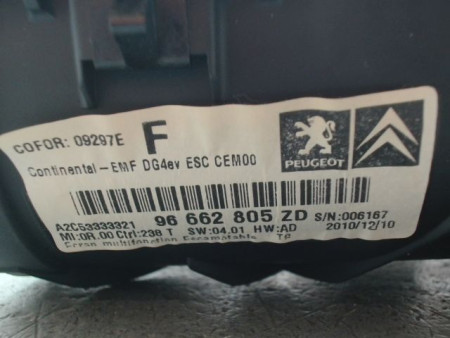 COFOR: 09297E F
PEUGEOT
Continental-EMF DG4ev ESC CEM00
A2C53333321 96 662 805 ZD S/N:006167
MI:0R.00 Ctrl:238 T SW:04.01 HW:AD 2010/12/10
Ecran multifonction Escamotable